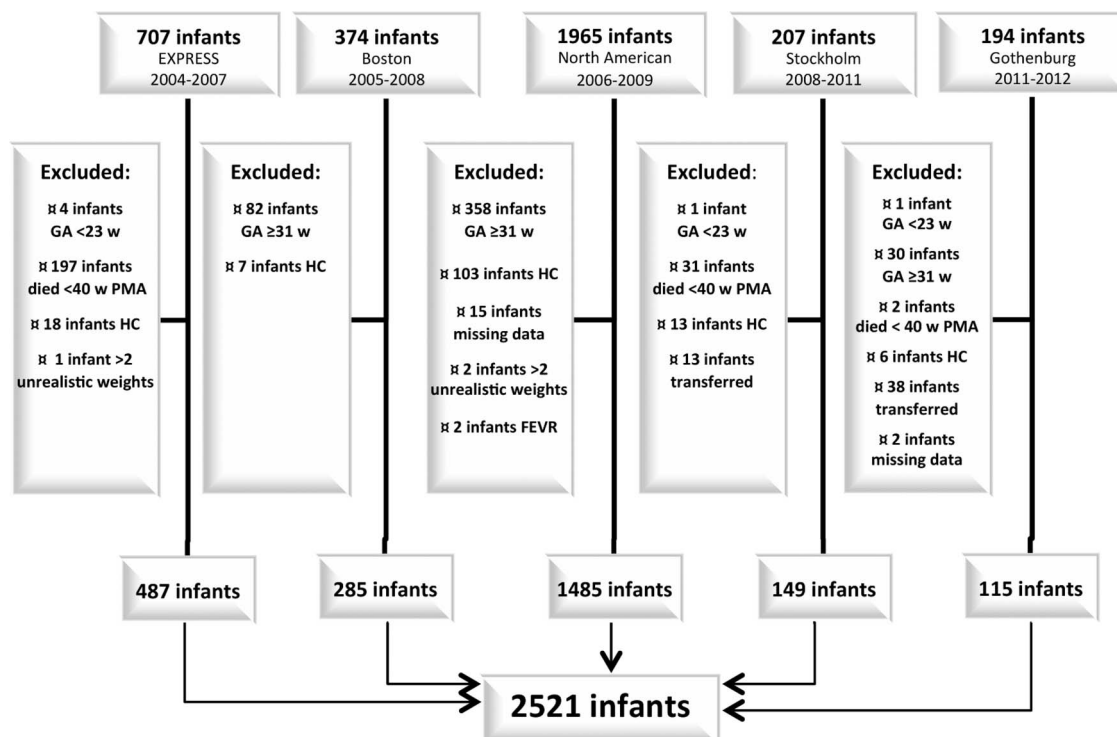 707 infants
EXPRESS
2004-2007
374 infants
Boston
2005-2008
1965 infants
North American
2006-2009
207 infants
Stockholm
2008-2011
194 infants
Gothenburg
2011-2012
Excluded:
¤ 4 infants
GA <23 w
¤ 197 infants
died <40 w PMA
¤ 18 infants HC
¤ 1 infant >2
unrealistic weights
Excluded:
¤ 82 infants
GA ≥31 w
¤ 7 infants HC
Excluded:
¤ 358 infants
GA ≥31 w
¤ 103 infants HC
¤ 15 infants
missing data
¤ 2 infants >2
unrealistic weights
¤ 2 infants FEVR
Excluded:
¤ 1 infant
GA <23 w
¤ 31 infants
died <40 w PMA
¤ 13 infants HC
¤ 13 infants
transferred
Excluded:
¤ 1 infant
GA <23 w
¤ 30 infants
GA ≥31 w
¤ 2 infants
died < 40 w PMA
¤ 6 infants HC
¤ 38 infants
transferred
¤ 2 infants
missing data
487 infants
285 infants
1485 infants
149 infants
115 infants
2521 infants